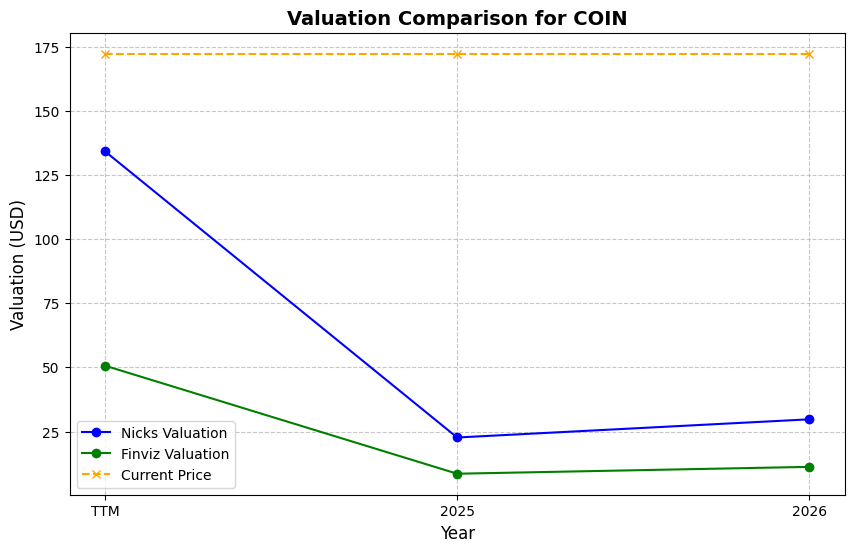 Valuation Comparison for COIN
Valuation (USD)
175
150
125
100
75
50
25
Nicks Valuation
Finviz Valuation
Current Price
TTM
2025
2026
Year